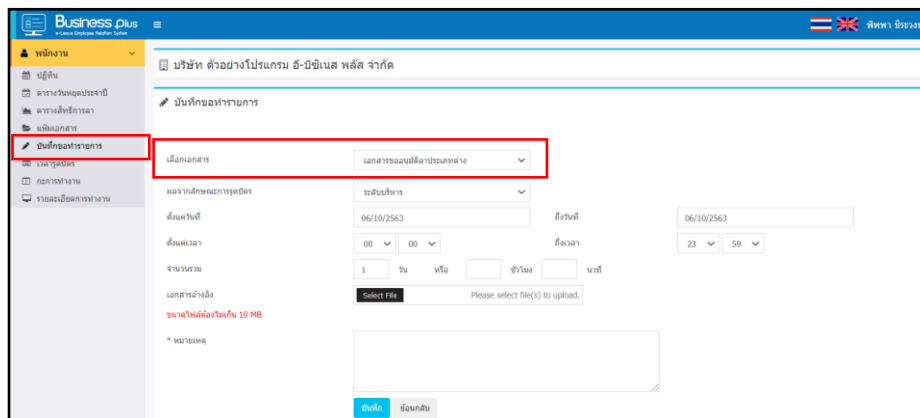 Business plus
e-Leave Employee Relation System
พิพพา ชิระวง
พนักงาน
ปฏิทิน
ตารางวันหยุดประจำปี
ตารางสิทธิการลา
แฟ้มเอกสาร
บันทึกขอทำรายการ
เวลารูดบัตร
กะการทำงาน
รายละเอียดการทำงาน
บริษัท ตัวอย่างโปรแกรม อี-บิซิเนส พลัส จำกัด
บันทึกขอทำรายการ
เลือกเอกสาร เอกสารขออนุมัติลาประเภทต่าง
ผลจากลักษณะการรูดบัตร ระดับบริหาร
ตั้งแต่วันที่ 06/10/2563 ถึงวันที่ 06/10/2563
ตั้งแต่เวลา 00 00 ถึงเวลา 23 59
จำนวนรวม 1 วัน หรือ ชั่วโมง นาที
เอกสารอ้างอิง Select File Please select file(s) to upload.
ขนาดไฟล์ต้องไม่เกิน 10 MB
* หมายเหตุ
บันทึก ย้อนกลับ